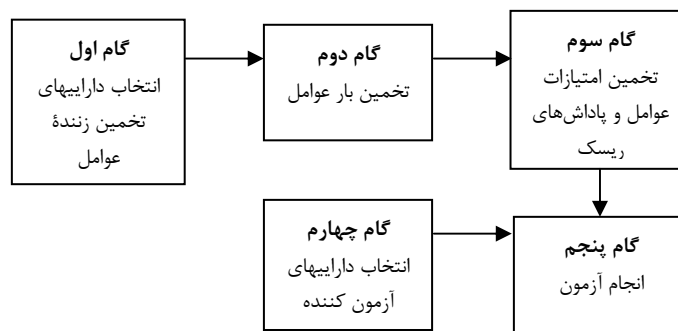 گام اول
انتخاب داراییهای
تخمین زنندۀ
عوامل
گام دوم
تخمین بار عوامل
گام سوم
تخمین امتیازات
عوامل و پاداش‌های
ریسک
گام چهارم
انتخاب داراییهای
آزمون کننده
گام پنجم
انجام آزمون